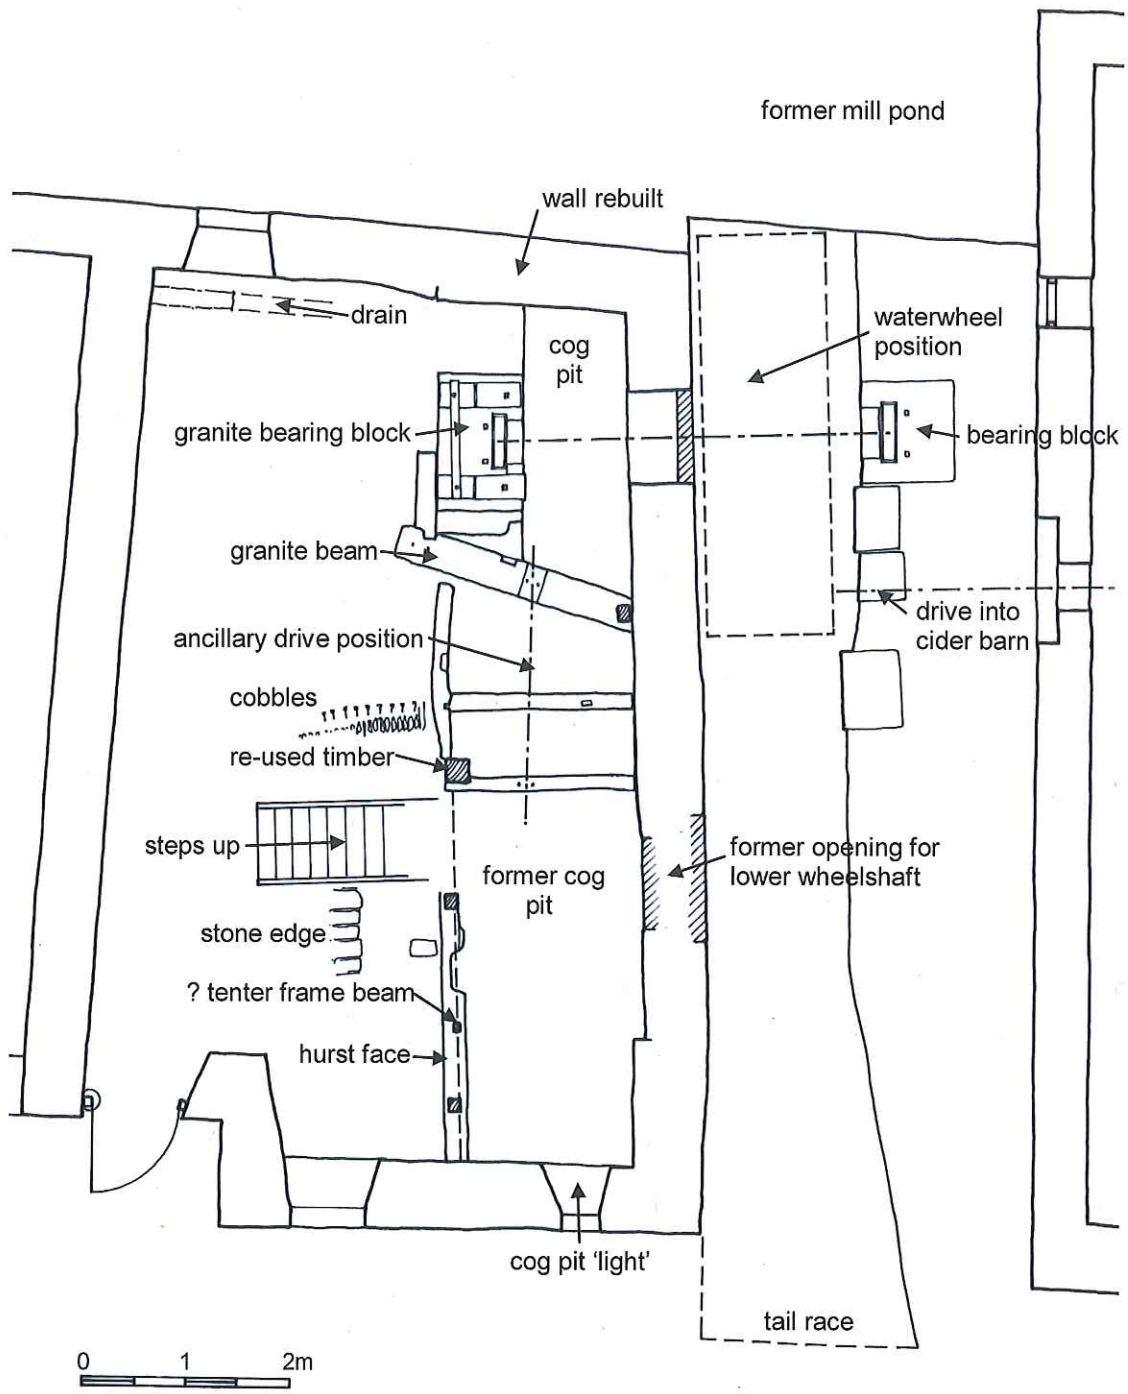 former mill pond
wall rebuilt
drain
cog
pit
waterwheel
position
granite bearing block
bearing block
granite beam
drive into
cider barn
ancillary drive position
cobbles
re-used timber
steps up
former opening for
lower wheelshaft
former cog
pit
stone edge
? tenter frame beam
hurst face
cog pit ‘light’
tail race
0 1 2m